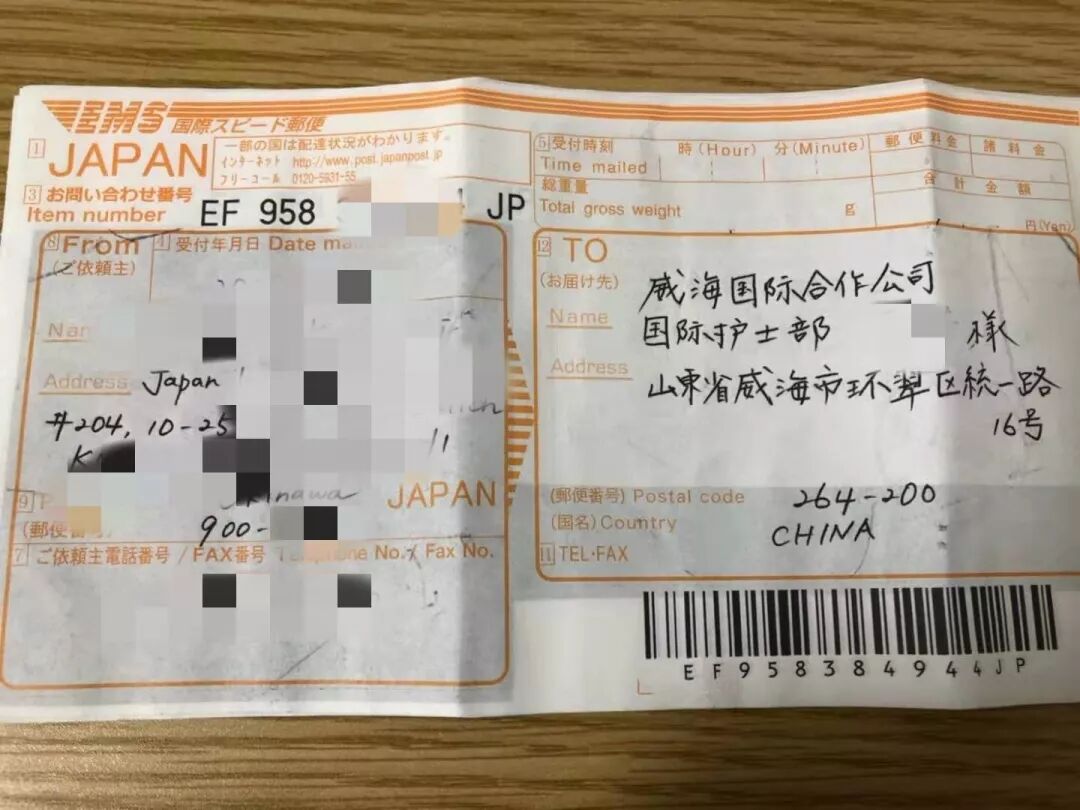 EMS 国際スピード郵便
1 JAPAN
一部の国は配達状況がわかります。
インターネット http://www.post.japanpost.jp
フリーコール 0120-5931-55
3 お問い合わせ番号
Item number EF 958 JP
8 From
(ご依頼主)
4 受付年月日 Date
Address Japan
#204, 10-25
JAPAN
9
900-
7 ご依頼主電話番号 / FAX番号 No. / Fax No.
5 受付時刻 時(Hour) 分(Minute)
Time mailed
郵便料金 諸料金
総重量
Total gross weight g
合計金額
円(Yen)
12 TO
(お届け先)
威海国际合作公司
Name
国际护士部 様
Address
山東省威海市环翠区統一路
16号
(郵便番号) Postal code 264-200
(国名) Country CHINA
11 TEL・FAX
EF958384944JP